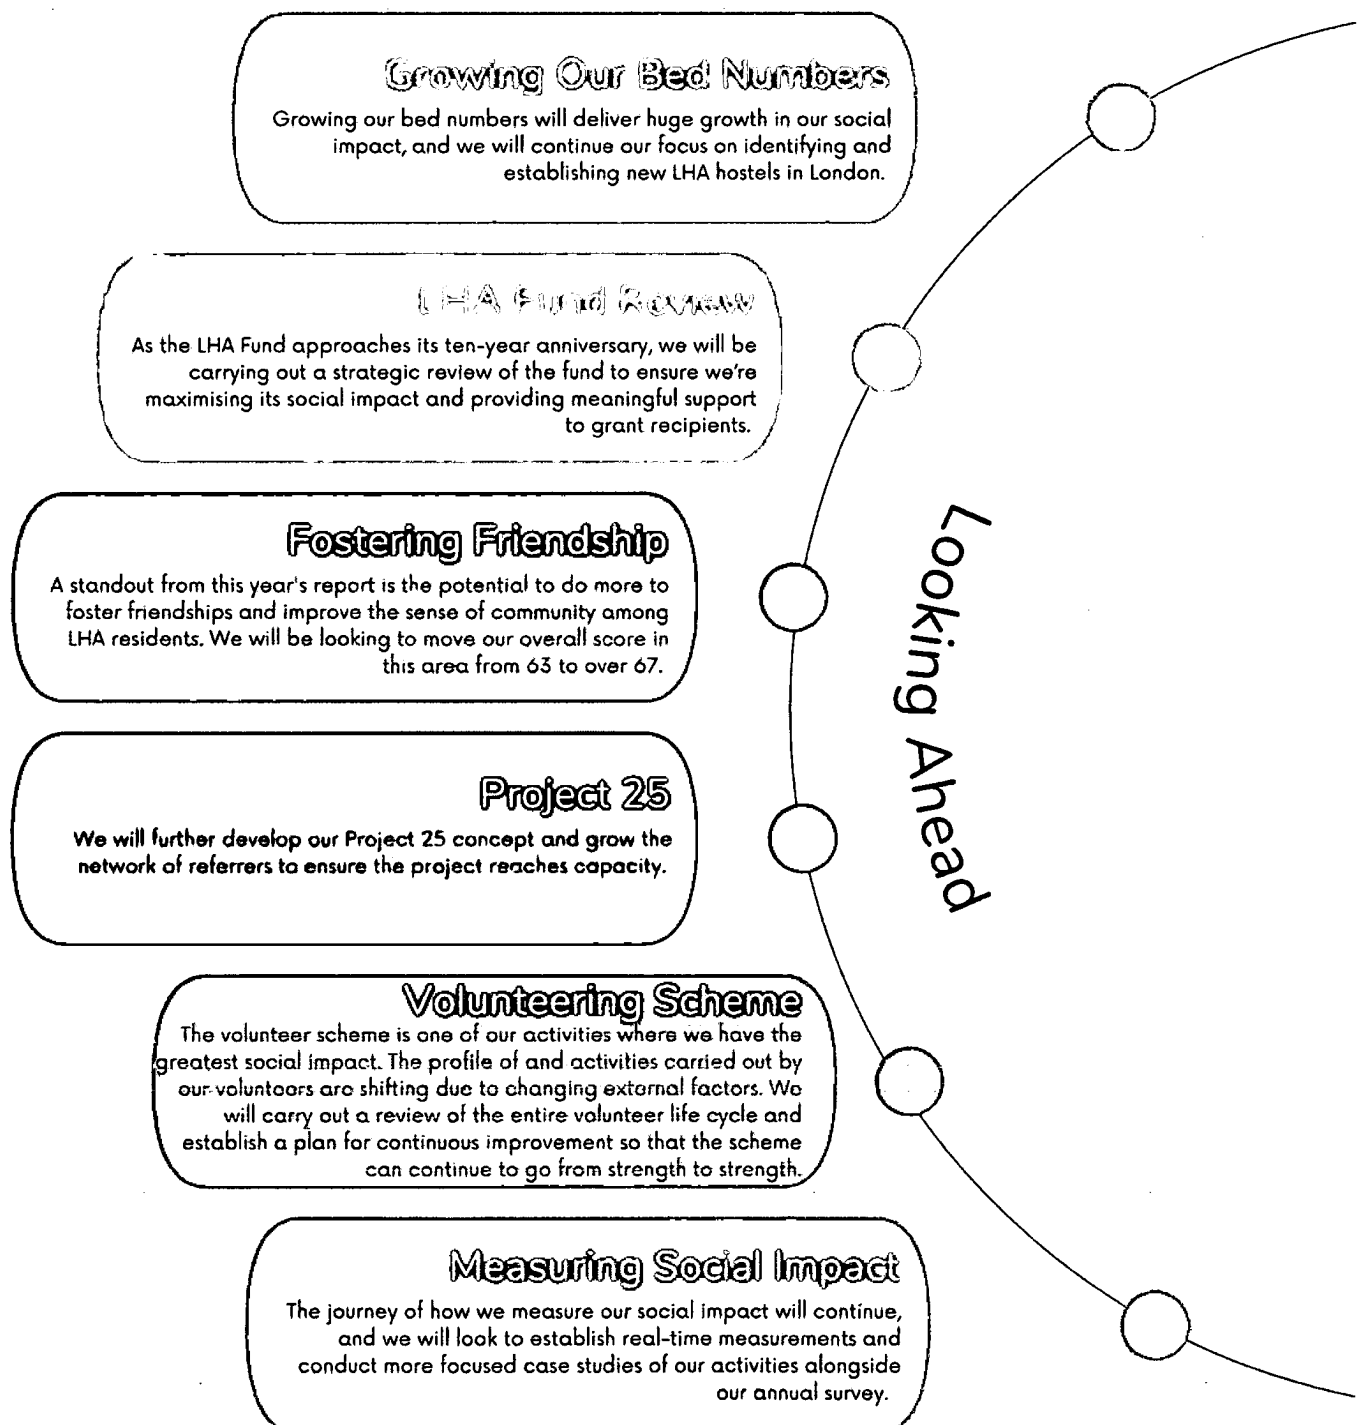 Growing Our Bed Numbers
Growing our bed numbers will deliver huge growth in our social
impact, and we will continue our focus on identifying and
establishing new LHA hostels in London.
LHA Fund Review
As the LHA Fund approaches its ten-year anniversary, we will be
carrying out a strategic review of the fund to ensure we're
maximising its social impact and providing meaningful support
to grant recipients.
Fostering Friendship
A standout from this year's report is the potential to do more to
foster friendships and improve the sense of community among
LHA residents. We will be looking to move our overall score in
this area from 63 to over 67.
Project 25
We will further develop our Project 25 concept and grow the
network of referrers to ensure the project reaches capacity.
Volunteering Scheme
The volunteer scheme is one of our activities where we have the
greatest social impact. The profile of and activities carried out by
our volunteers are shifting due to changing external factors. We
will carry out a review of the entire volunteer life cycle and
establish a plan for continuous improvement so that the scheme
can continue to go from strength to strength.
Measuring Social Impact
The journey of how we measure our social impact will continue,
and we will look to establish real-time measurements and
conduct more focused case studies of our activities alongside
our annual survey.
Looking Ahead